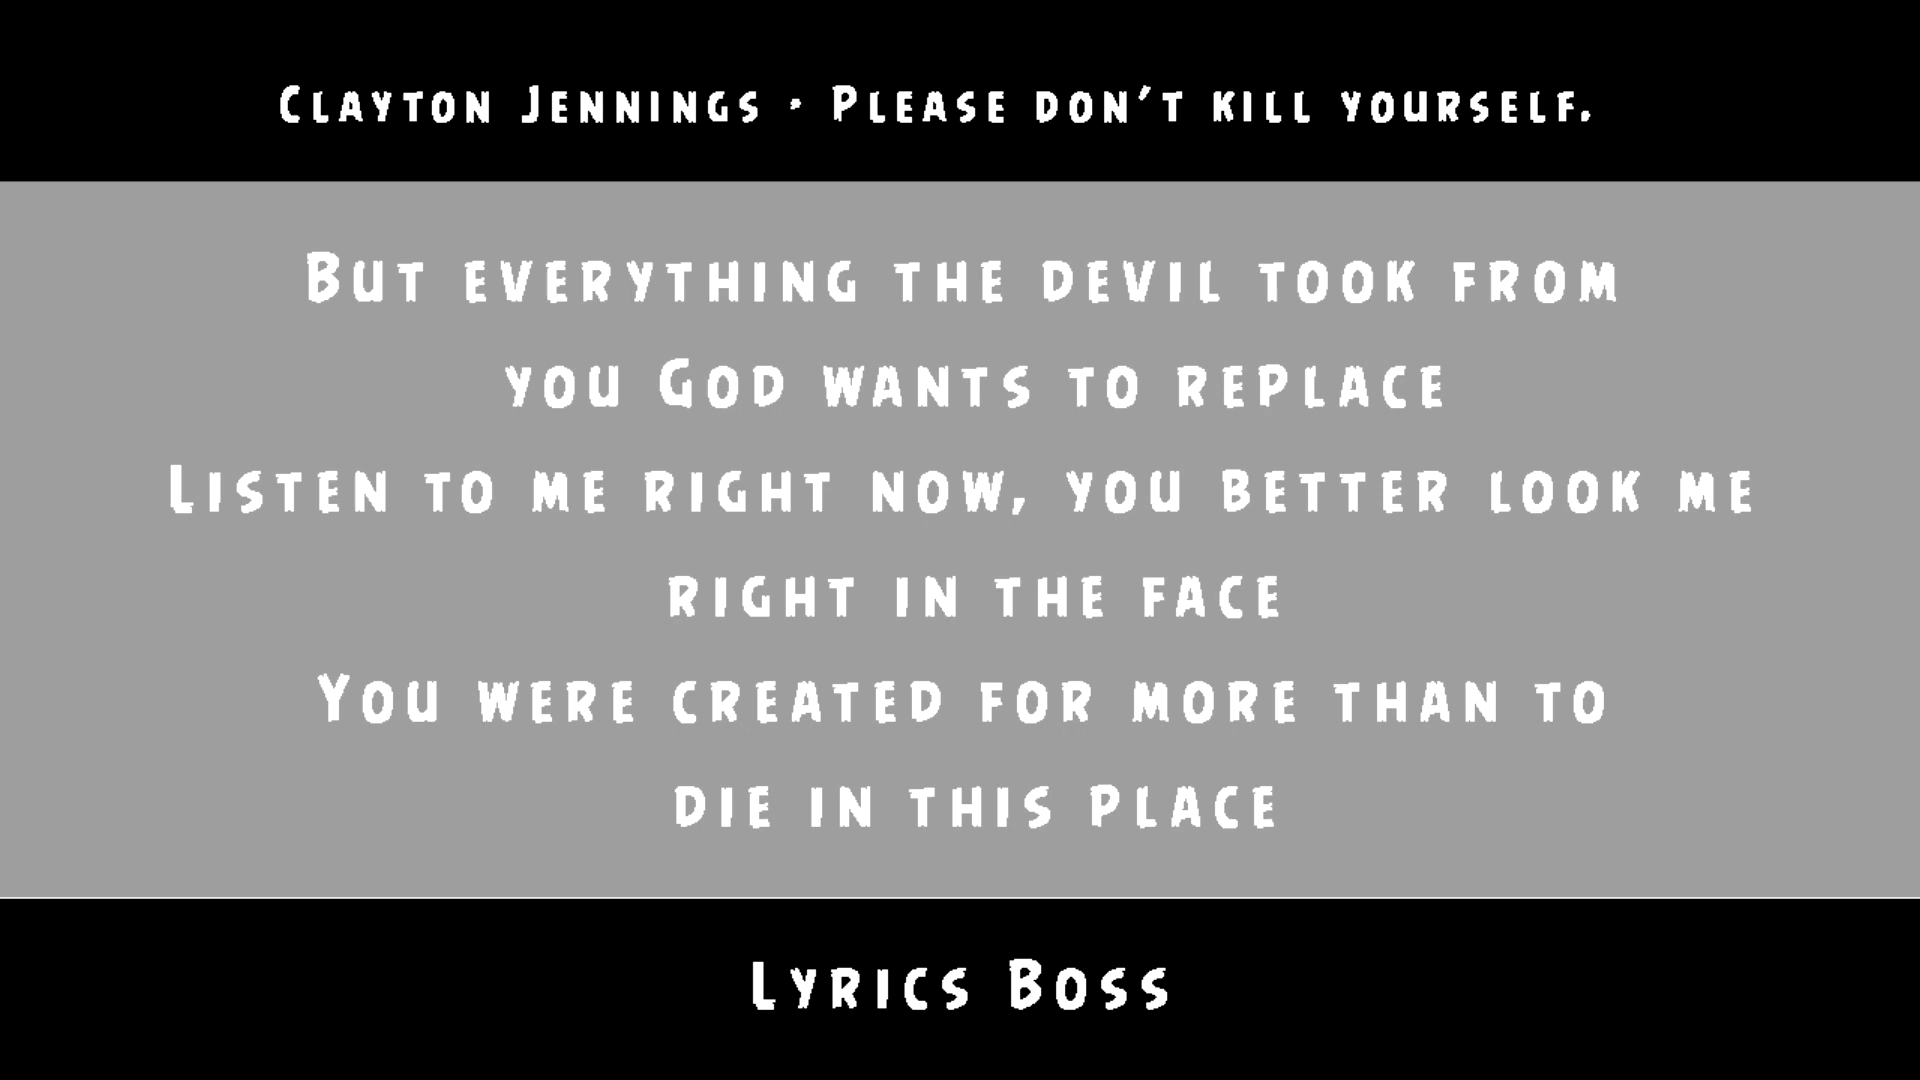 Clayton Jennings • Please don't kill yourself.
But everything the devil took from
you God wants to replace
Listen to me right now, you better look me
right in the face
You were created for more than to
die in this place
Lyrics Boss